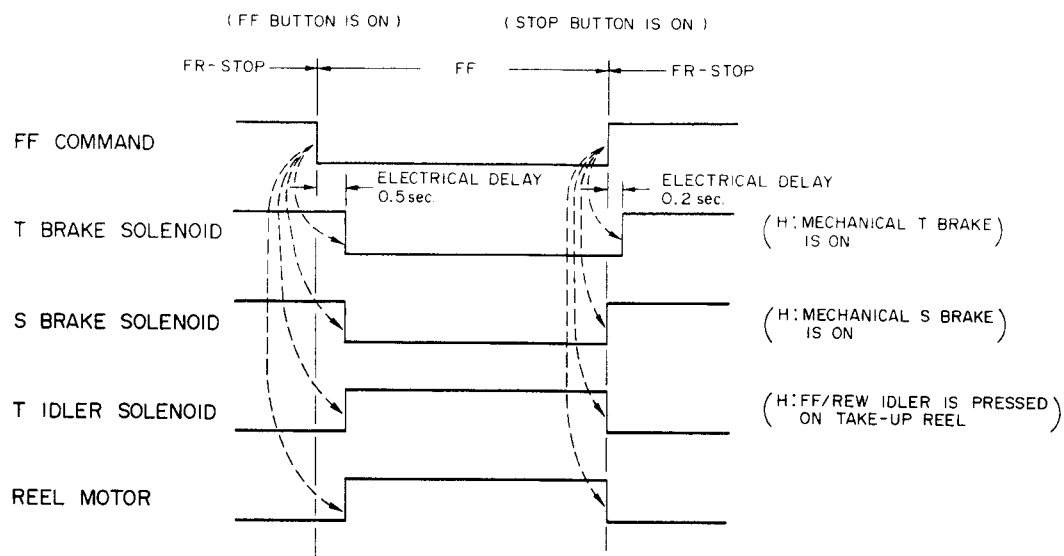 (FF BUTTON IS ON)
(STOP BUTTON IS ON)
FR-STOP
FF
FR-STOP
FF COMMAND
ELECTRICAL DELAY
0.5 sec.
ELECTRICAL DELAY
0.2 sec.
T BRAKE SOLENOID
(H:MECHANICAL T BRAKE
IS ON)
S BRAKE SOLENOID
(H:MECHANICAL S BRAKE
IS ON)
T IDLER SOLENOID
(H:FF/REW IDLER IS PRESSED
ON TAKE-UP REEL)
REEL MOTOR